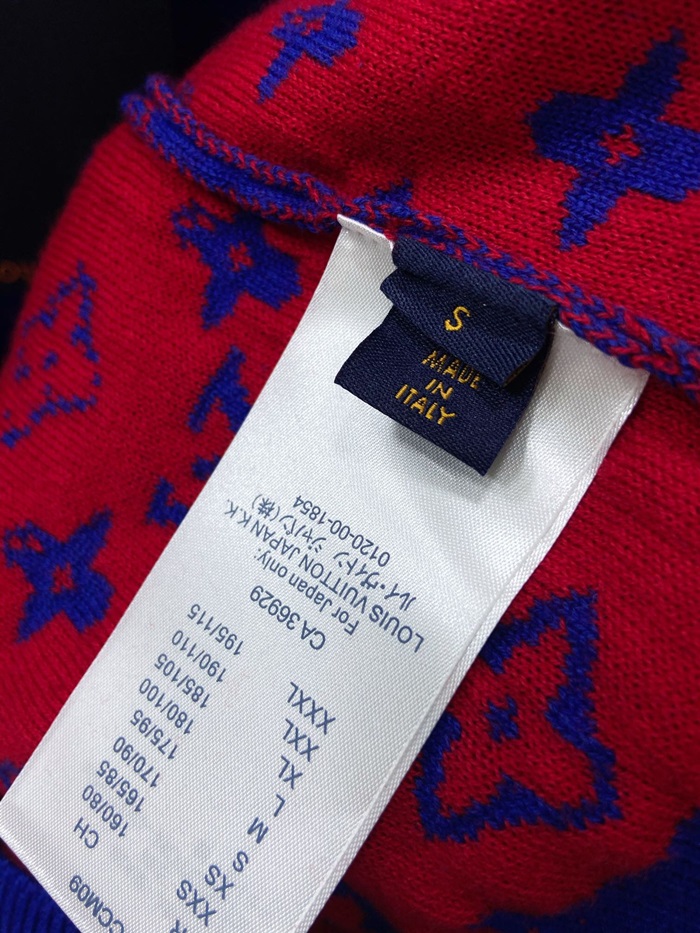 S
MADE
IN
ITALY
CCM09
CH
XXS 160/80
XS 165/85
S 170/90
M 175/95
L 180/100
XL 185/105
XXL 190/110
XXXL 195/115
CA 36929
For Japan only:
LOUIS VUITTON JAPAN K.K.
ルイ・ヴィトン ジャパン(株)
0120-00-1854